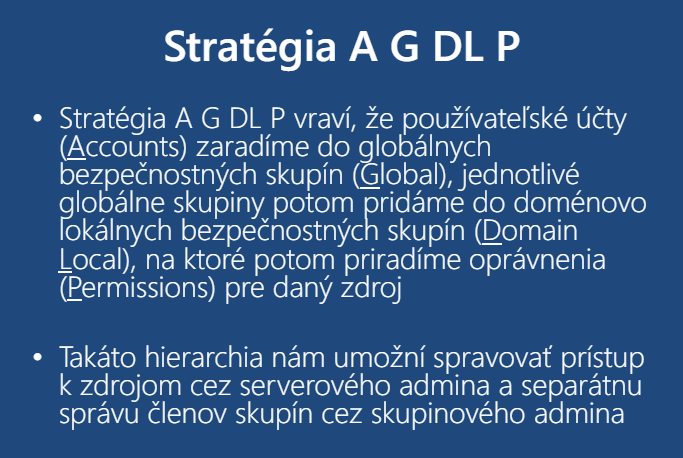 Stratégia A G DL P
• Stratégia A G DL P vraví, že používateľské účty
(Accounts) zaradíme do globálnych
bezpečnostných skupín (Global), jednotlivé
globálne skupiny potom pridáme do doménovo
lokálnych bezpečnostných skupín (Domain
Local), na ktoré potom priradíme oprávnenia
(Permissions) pre daný zdroj
• Takáto hierarchia nám umožní spravovať prístup
k zdrojom cez serverového admina a separátnu
správu členov skupín cez skupinového admina